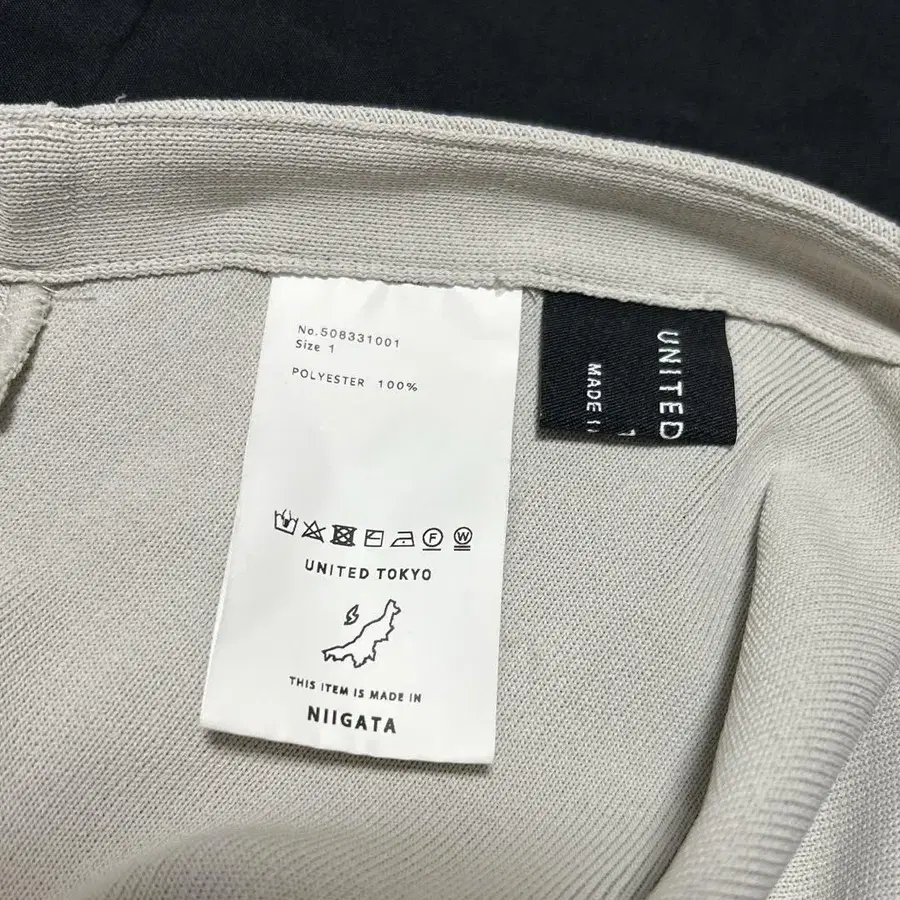 No.508331001
Size 1
POLYESTER 100%
F W
UNITED TOKYO
THIS ITEM IS MADE IN
NIIGATA
UNITED
MADE